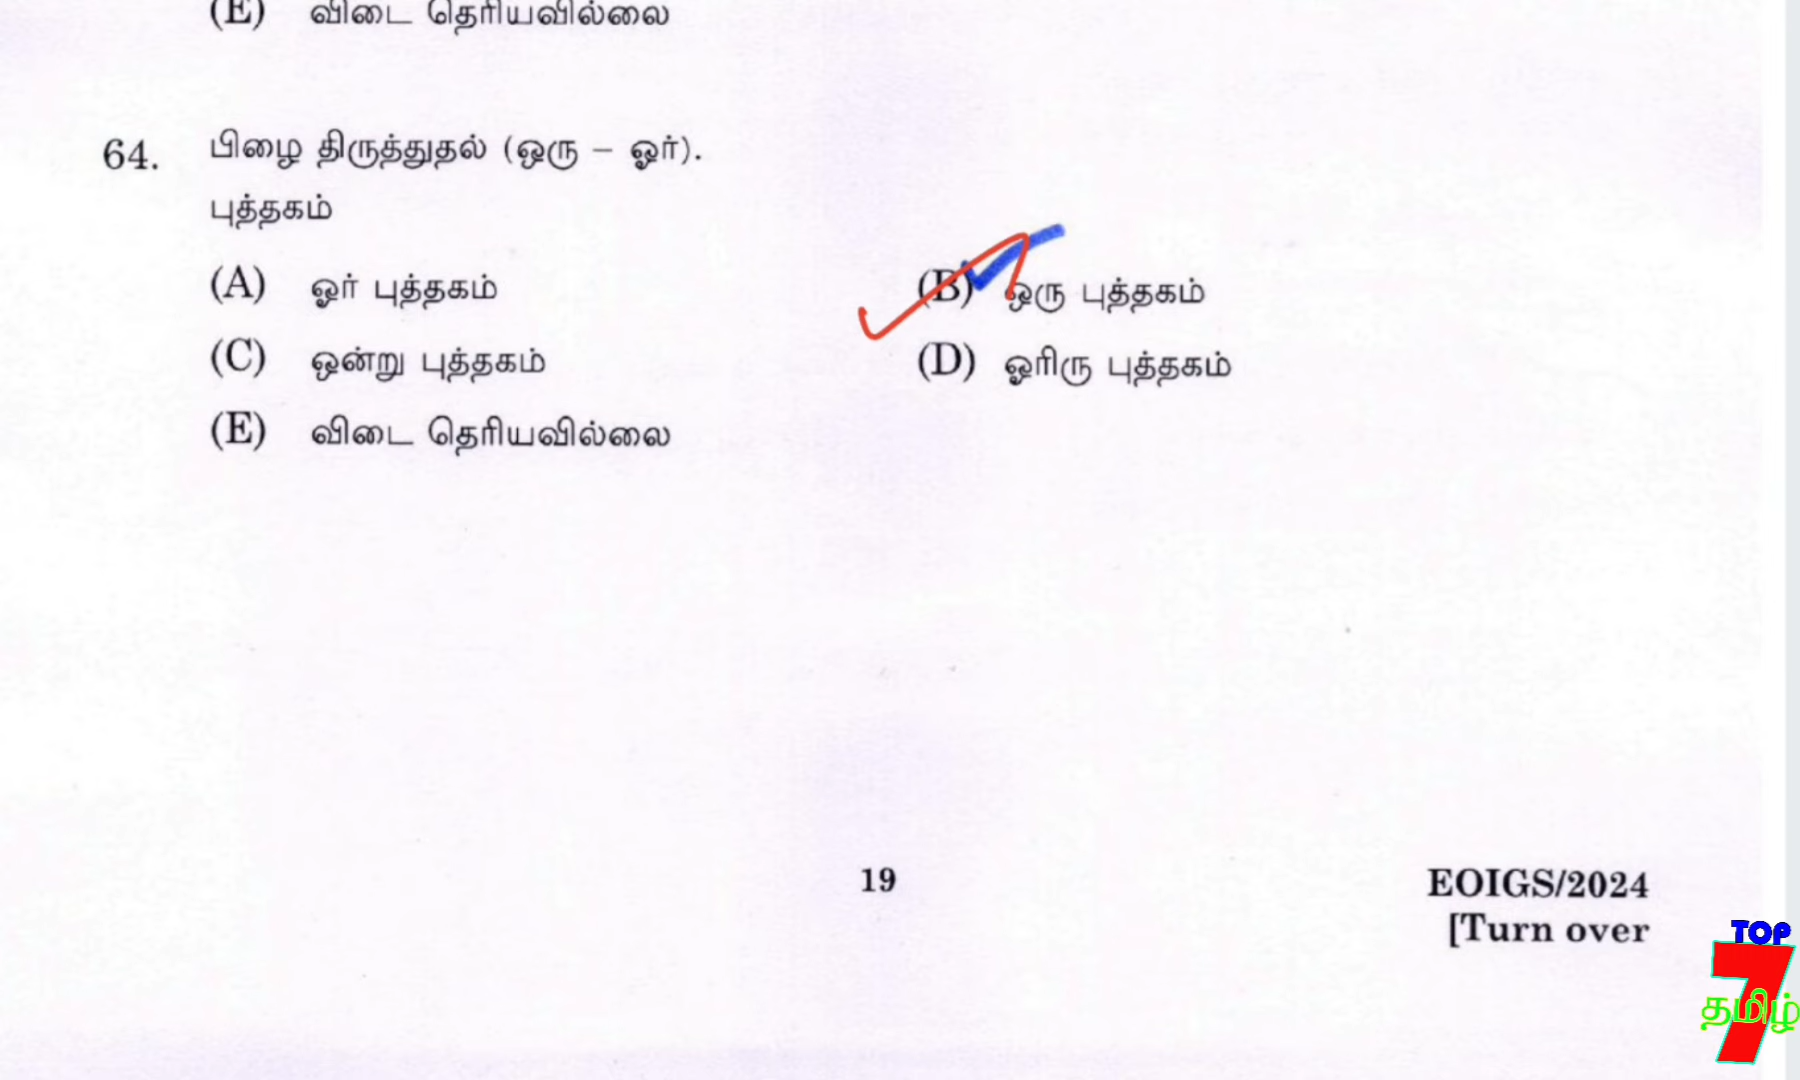 (E) விடை தெரியவில்லை
64. பிழை திருத்துதல் (ஒரு – ஓர்).
புத்தகம்
(A) ஓர் புத்தகம் (B) ஒரு புத்தகம்
(C) ஒன்று புத்தகம் (D) ஓரிரு புத்தகம்
(E) விடை தெரியவில்லை
19 EOIGS/2024
[Turn over
TOP
7
தமிழ்